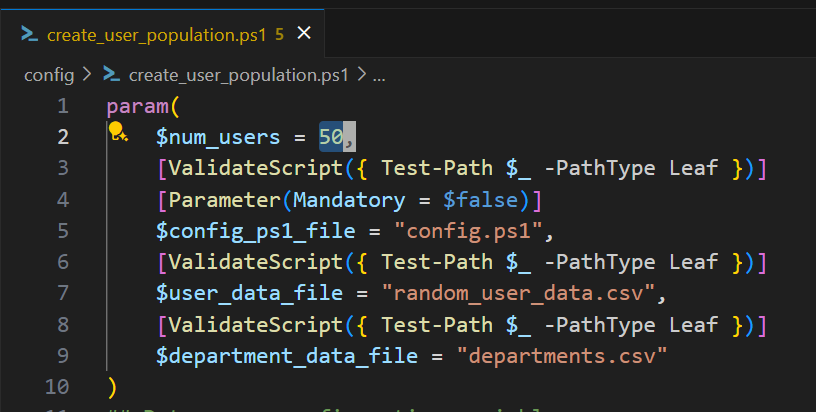 create_user_population.ps1 5
config > create_user_population.ps1 > ...
1 param(
2 $num_users = 50,
3 [ValidateScript({ Test-Path $_ -PathType Leaf })]
4 [Parameter(Mandatory = $false)]
5 $config_ps1_file = "config.ps1",
6 [ValidateScript({ Test-Path $_ -PathType Leaf })]
7 $user_data_file = "random_user_data.csv",
8 [ValidateScript({ Test-Path $_ -PathType Leaf })]
9 $department_data_file = "departments.csv"
10 )